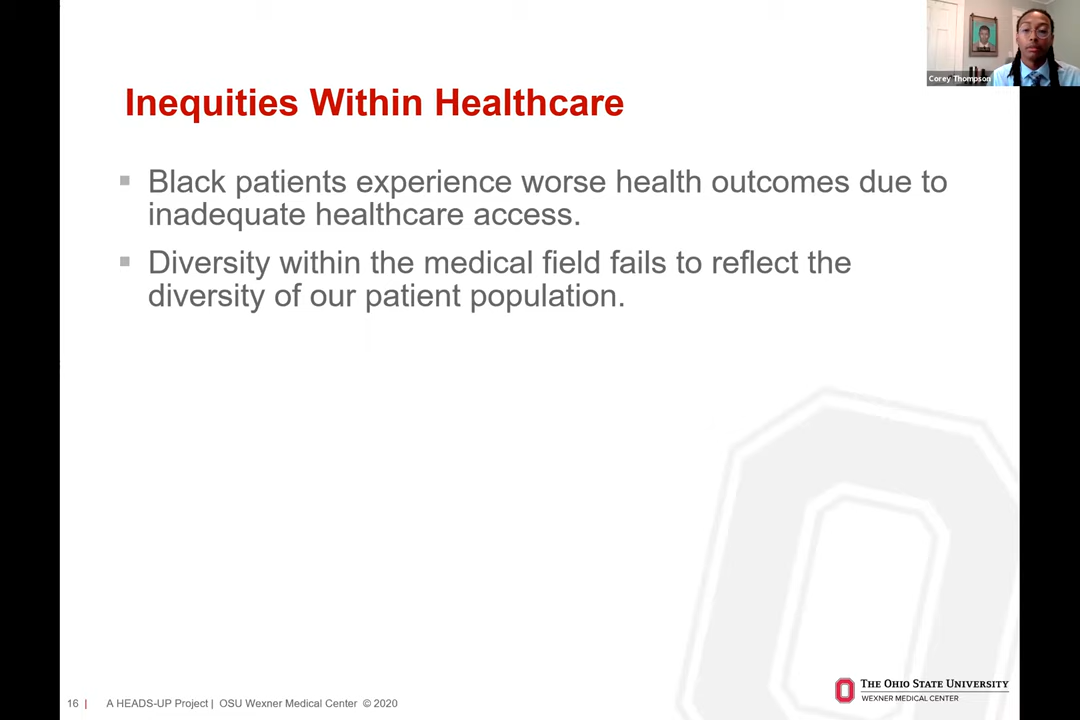 Corey Thompson
Inequities Within Healthcare
Black patients experience worse health outcomes due to
inadequate healthcare access.
Diversity within the medical field fails to reflect the
diversity of our patient population.
16 | A HEADS-UP Project | OSU Wexner Medical Center © 2020
THE OHIO STATE UNIVERSITY
WEXNER MEDICAL CENTER